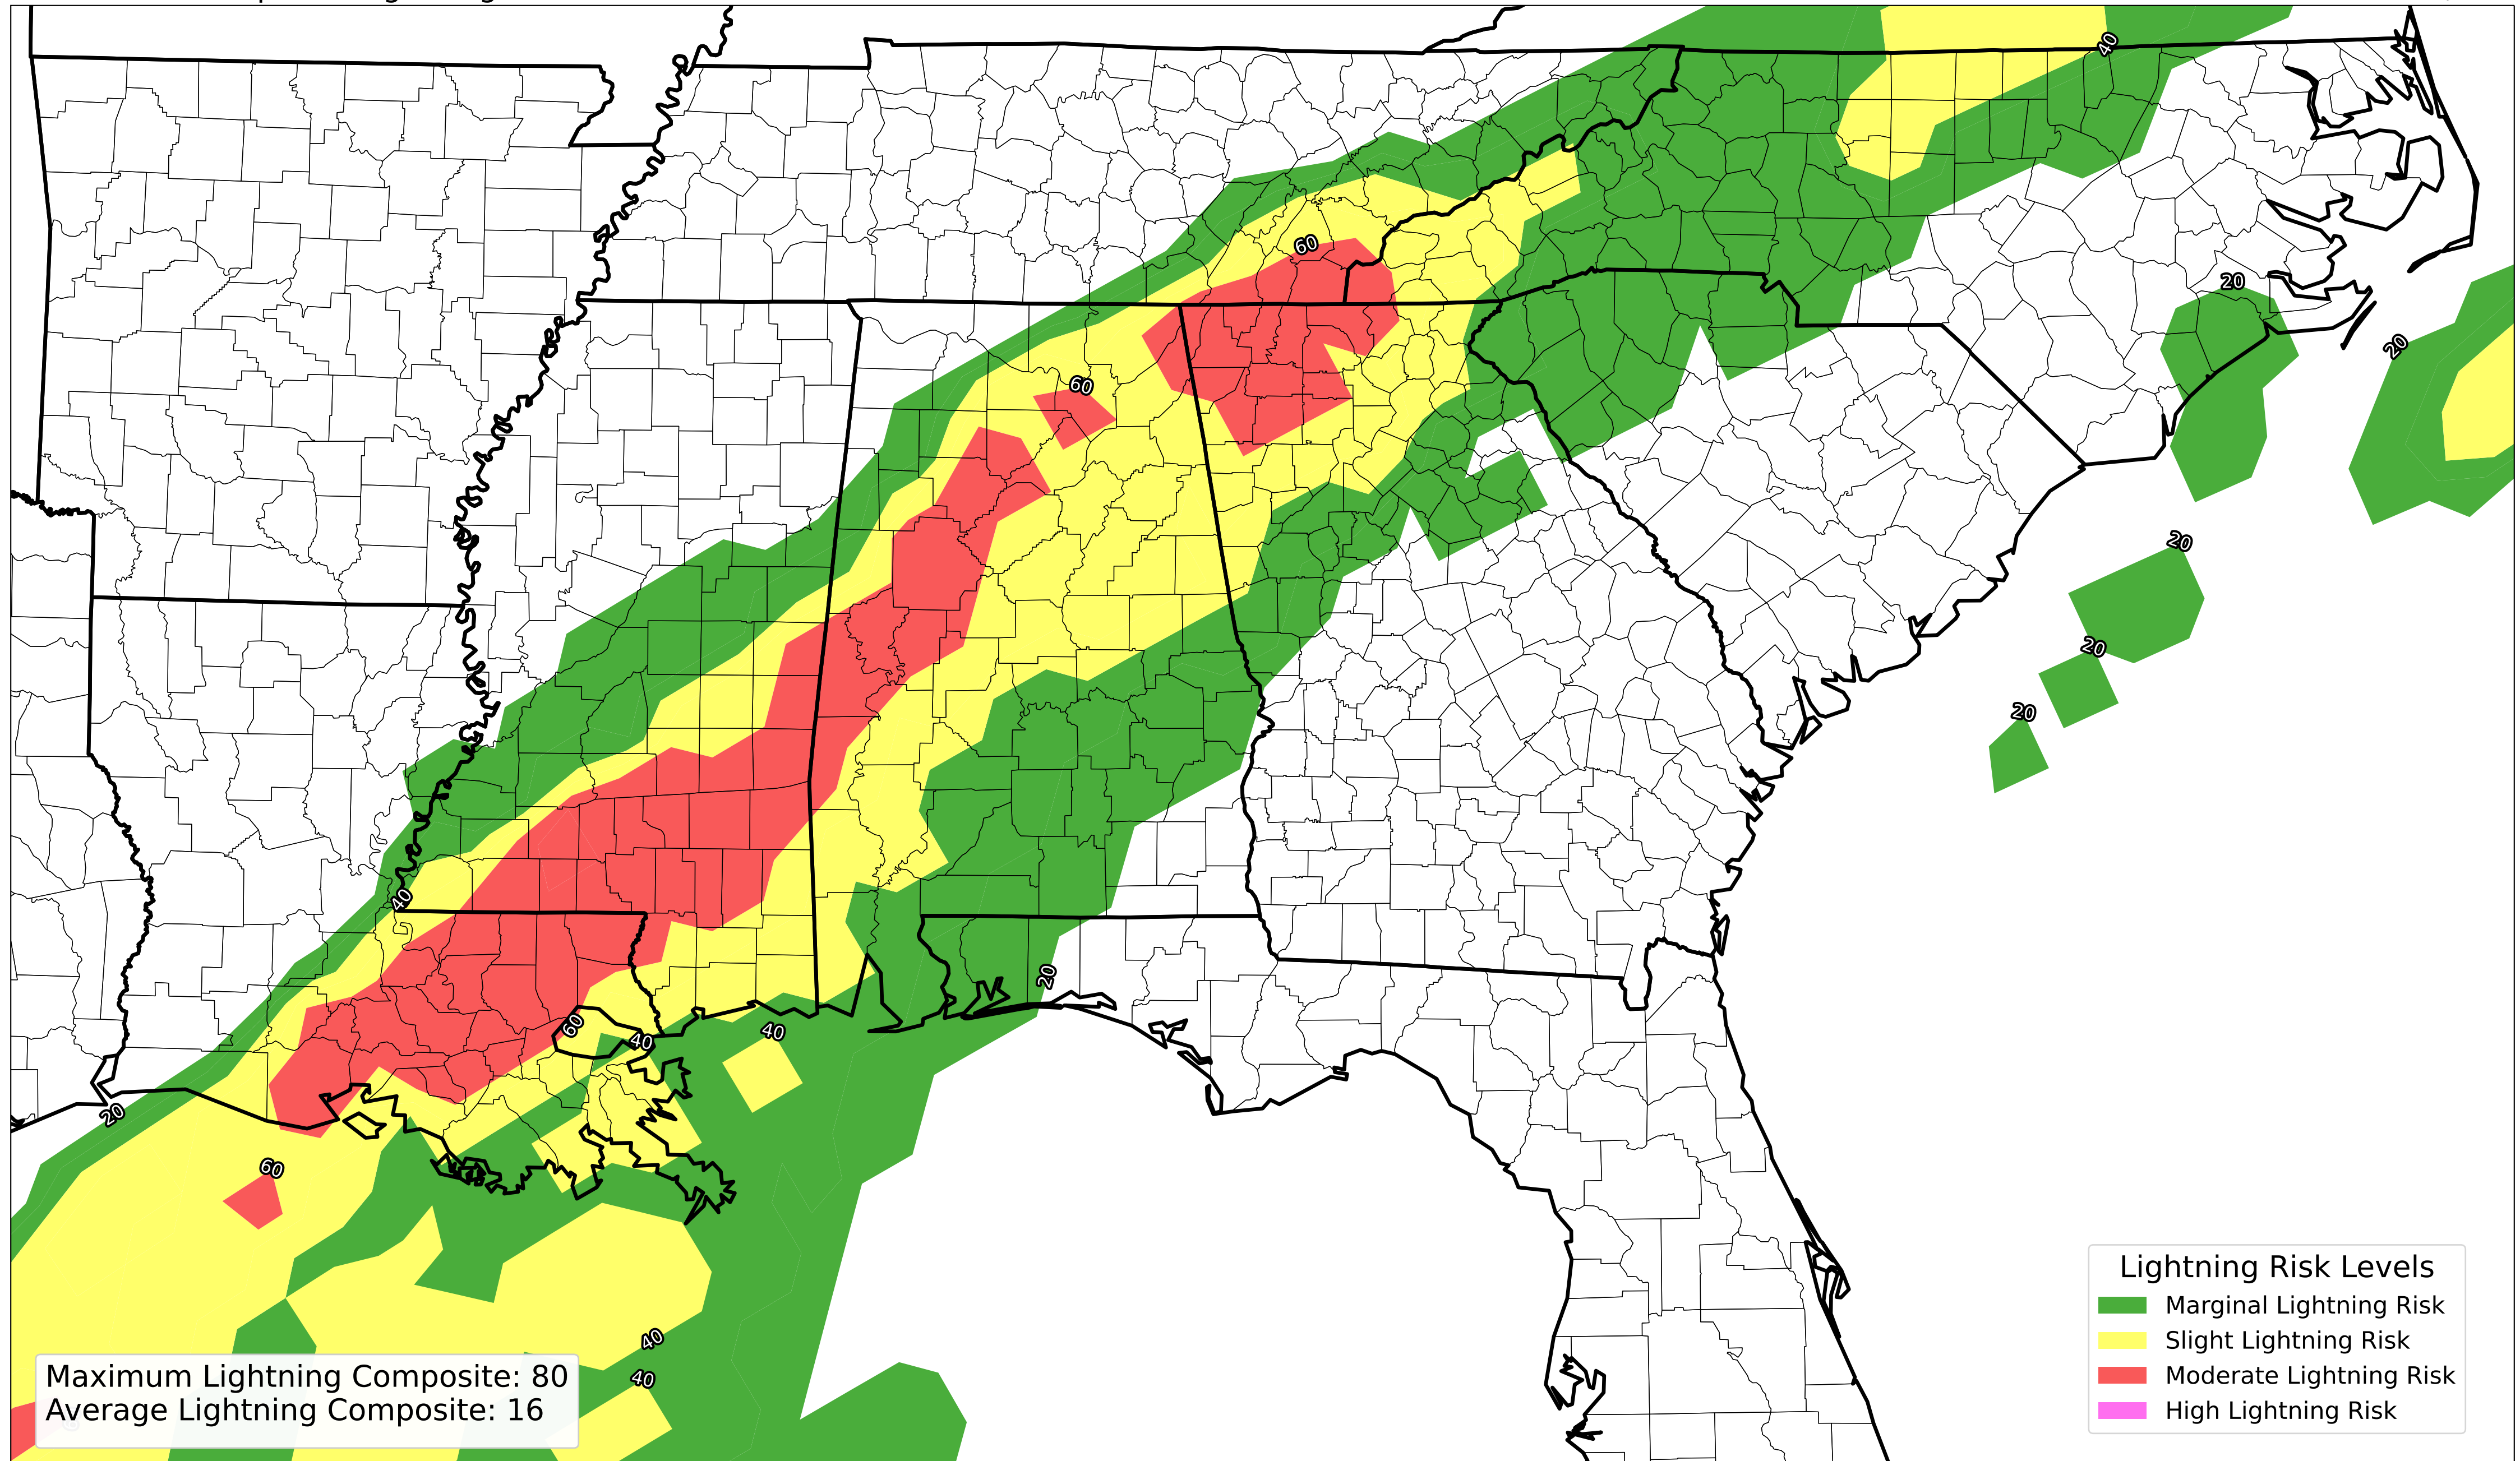 40
60
20
20
60
20
20
20
40
20
60
40
40
20
60
40
40
Lightning Risk Levels
Marginal Lightning Risk
Slight Lightning Risk
Moderate Lightning Risk
High Lightning Risk
Maximum Lightning Composite: 80
Average Lightning Composite: 16